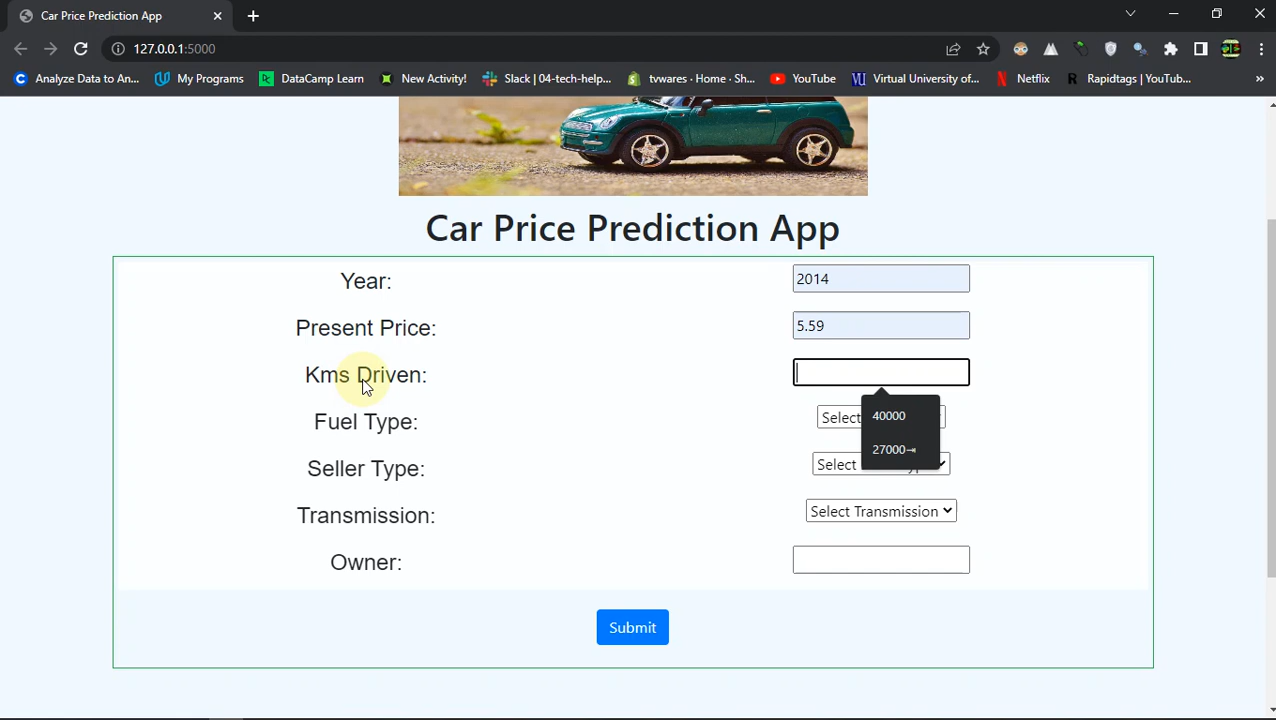 Car Price Prediction App
127.0.0.1:5000
Analyze Data to An... My Programs DataCamp Learn New Activity! Slack | 04-tech-help... tvwares · Home · Sh... YouTube Virtual University of... Netflix Rapidtags | YouTub... »
Car Price Prediction App
Year: 2014
Present Price: 5.59
Kms Driven:
40000
27000
Fuel Type: Select
Seller Type: Select
Transmission: Select Transmission
Owner:
Submit